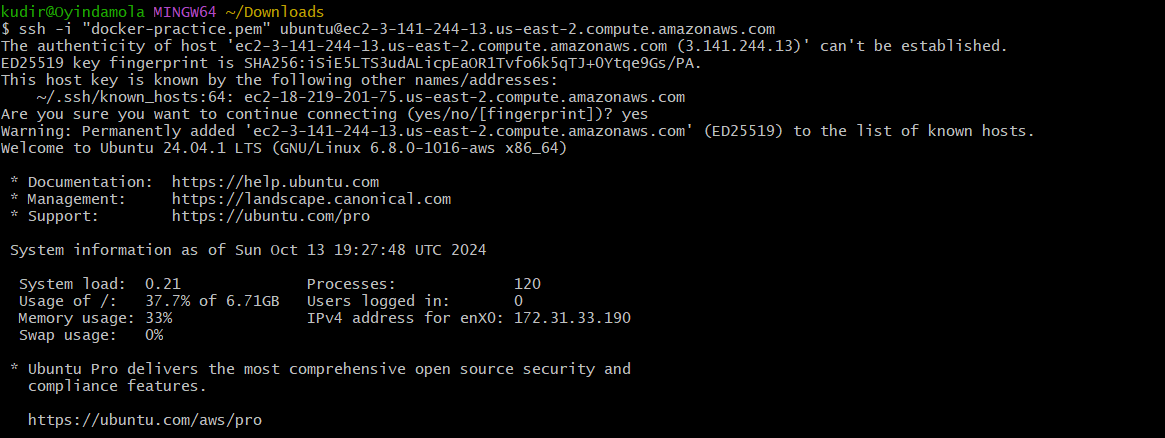 kudir@Oyindamola MINGW64 ~/Downloads
$ ssh -i "docker-practice.pem" ubuntu@ec2-3-141-244-13.us-east-2.compute.amazonaws.com
The authenticity of host 'ec2-3-141-244-13.us-east-2.compute.amazonaws.com (3.141.244.13)' can't be established.
ED25519 key fingerprint is SHA256:iSiE5LTS3udALicpEaOR1Tvfo6k5qTJ+OYtqe9Gs/PA.
This host key is known by the following other names/addresses:
    ~/.ssh/known_hosts:64: ec2-18-219-201-75.us-east-2.compute.amazonaws.com
Are you sure you want to continue connecting (yes/no/[fingerprint])? yes
Warning: Permanently added 'ec2-3-141-244-13.us-east-2.compute.amazonaws.com' (ED25519) to the list of known hosts.
Welcome to Ubuntu 24.04.1 LTS (GNU/Linux 6.8.0-1016-aws x86_64)

 * Documentation:  https://help.ubuntu.com
 * Management:     https://landscape.canonical.com
 * Support:        https://ubuntu.com/pro

 System information as of Sun Oct 13 19:27:48 UTC 2024

  System load:  0.21              Processes:             120
  Usage of /:   37.7% of 6.71GB   Users logged in:       0
  Memory usage: 33%               IPv4 address for enX0: 172.31.33.190
  Swap usage:   0%

 * Ubuntu Pro delivers the most comprehensive open source security and
   compliance features.

   https://ubuntu.com/aws/pro